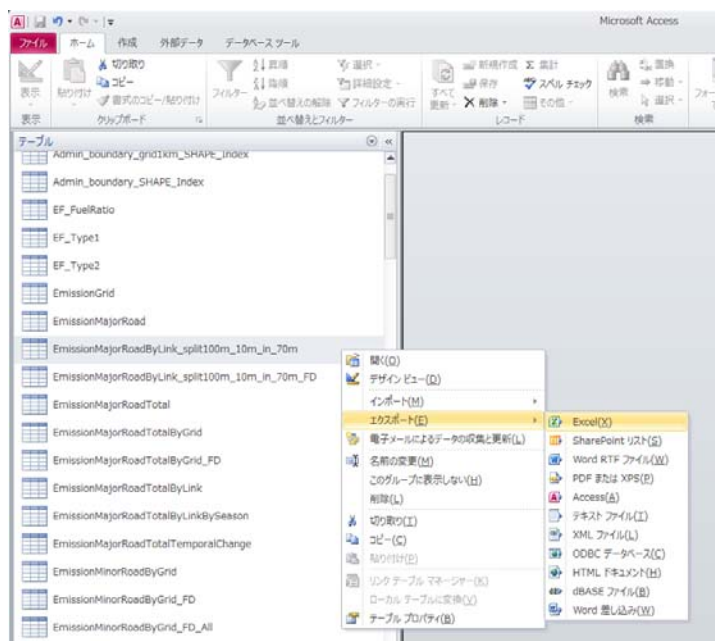 Microsoft Access
ファイル ホーム 作成 外部データ データベース ツール
表示
貼り付け
切り取り
コピー
書式のコピー/貼り付け
フィルター
昇順
降順
並べ替えの解除
選択
詳細設定
フィルターの実行
すべて更新
新規作成
保存
削除
集計
スペル チェック
その他
検索
置換
移動
選択
表示 クリップボード 並べ替えとフィルター レコード 検索
テーブル
Admin_boundary_grid1km_SHAPE_Index
Admin_boundary_SHAPE_Index
EF_FuelRatio
EF_Type1
EF_Type2
EmissionGrid
EmissionMajorRoad
EmissionMajorRoadByLink_split100m_10m_in_70m
EmissionMajorRoadByLink_split100m_10m_in_70m_FD
EmissionMajorRoadTotal
EmissionMajorRoadTotalByGrid
EmissionMajorRoadTotalByGrid_FD
EmissionMajorRoadTotalByLink
EmissionMajorRoadTotalByLinkBySeason
EmissionMajorRoadTotalTemporalChange
EmissionMinorRoadByGrid
EmissionMinorRoadByGrid_FD
EmissionMinorRoadByGrid_FD_All
開く(O)
デザイン ビュー(D)
インポート(M)
エクスポート(E)
電子メールによるデータの収集と更新(L)
名前の変更(M)
このグループに表示しない(H)
削除(L)
切り取り(T)
コピー(C)
貼り付け(P)
リンク テーブル マネージャー(K)
ローカル テーブルに変換(V)
テーブル プロパティ(B)
Excel(X)
SharePoint リスト(S)
Word RTF ファイル(W)
PDF または XPS(P)
Access(A)
テキスト ファイル(T)
XML ファイル(L)
ODBC データベース(C)
HTML ドキュメント(H)
dBASE ファイル(B)
Word 差し込み(W)